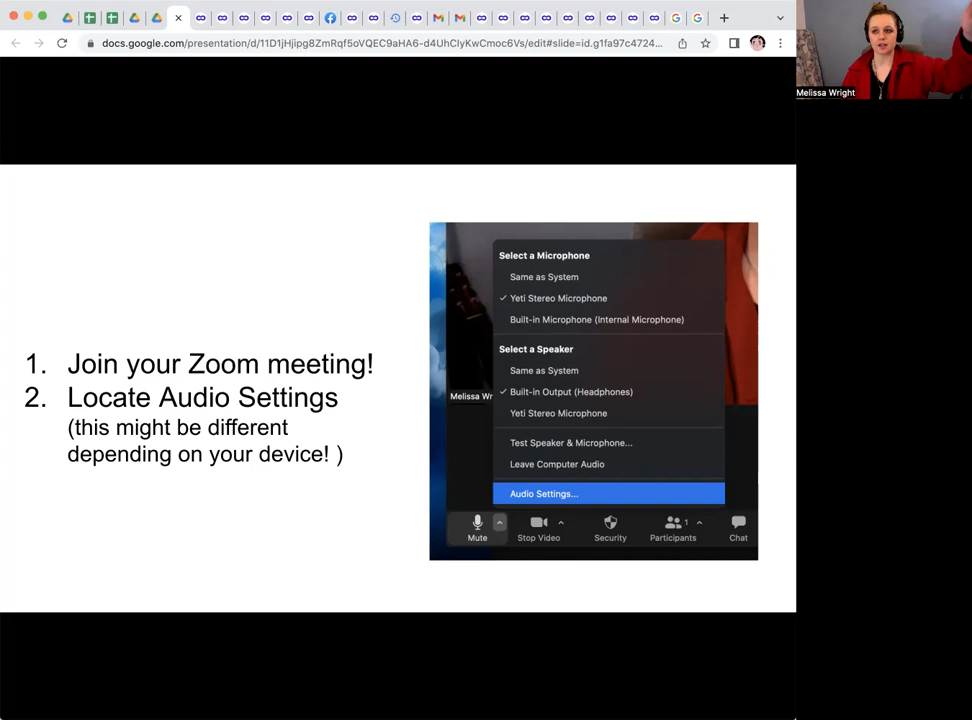 docs.google.com/presentation/d/11D1jHjipg8ZmRqf5oVQEC9aHA6-d4UhClyKwCmoc6Vs/edit#slide=id.g1fa97c4724...
Melissa Wright
1. Join your Zoom meeting!
2. Locate Audio Settings
(this might be different
depending on your device! )
Select a Microphone
Same as System
✓ Yeti Stereo Microphone
Built-in Microphone (Internal Microphone)
Select a Speaker
Same as System
✓ Built-in Output (Headphones)
Yeti Stereo Microphone
Melissa Wr
Test Speaker & Microphone...
Leave Computer Audio
Audio Settings...
1
Mute Stop Video Security Participants Chat